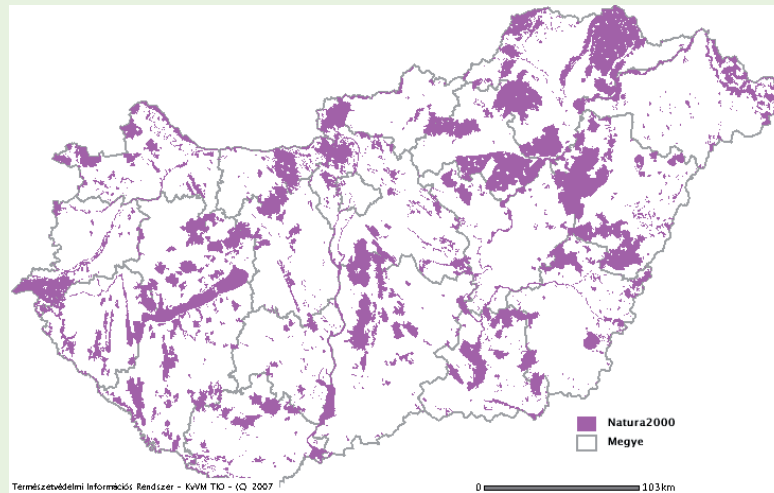 Natura2000
Megye
Természetvédelmi Információs Rendszer - KvVM TIO - (C) 2007
0 103km